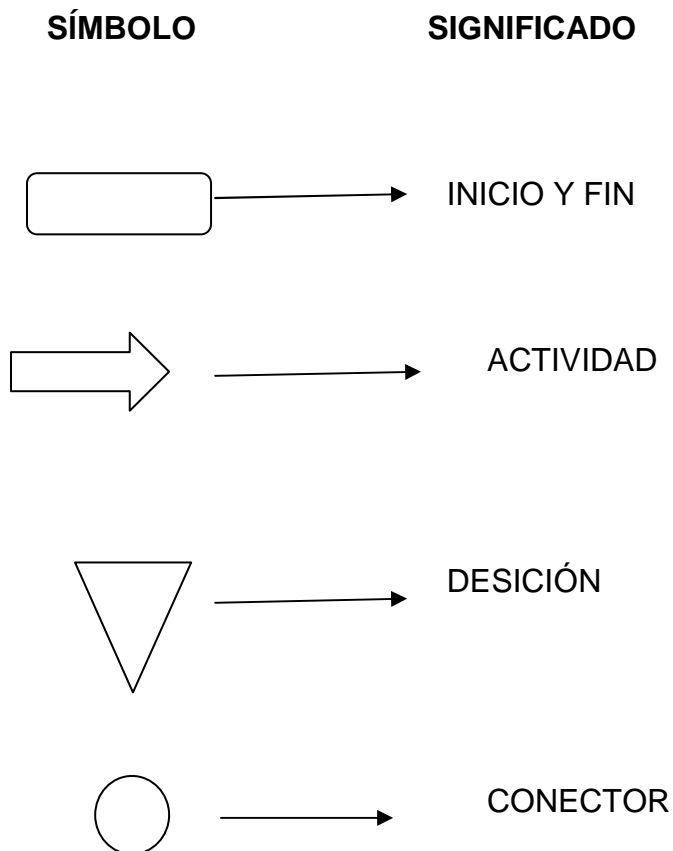 SÍMBOLO SIGNIFICADO
INICIO Y FIN
ACTIVIDAD
DESICIÓN
CONECTOR